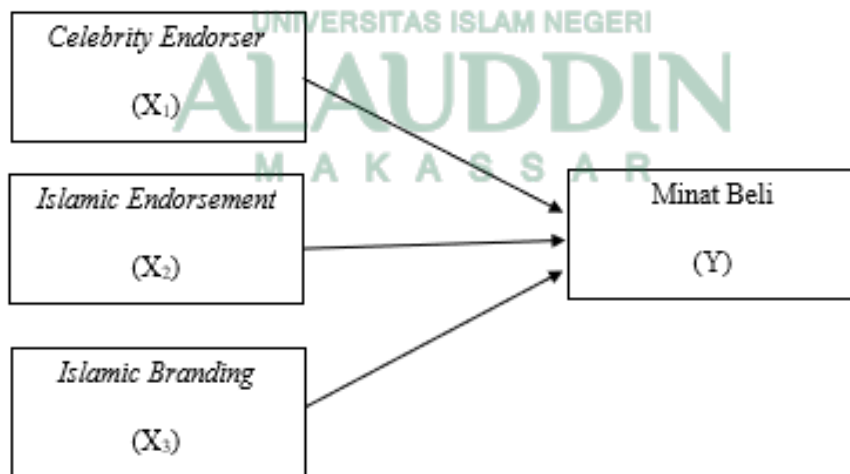 UNIVERSITAS ISLAM NEGERI
ALAUDDIN
M A K A S S A R
Celebrity Endorser
(X₁)
Islamic Endorsement
(X₂)
Islamic Branding
(X₃)
Minat Beli
(Y)